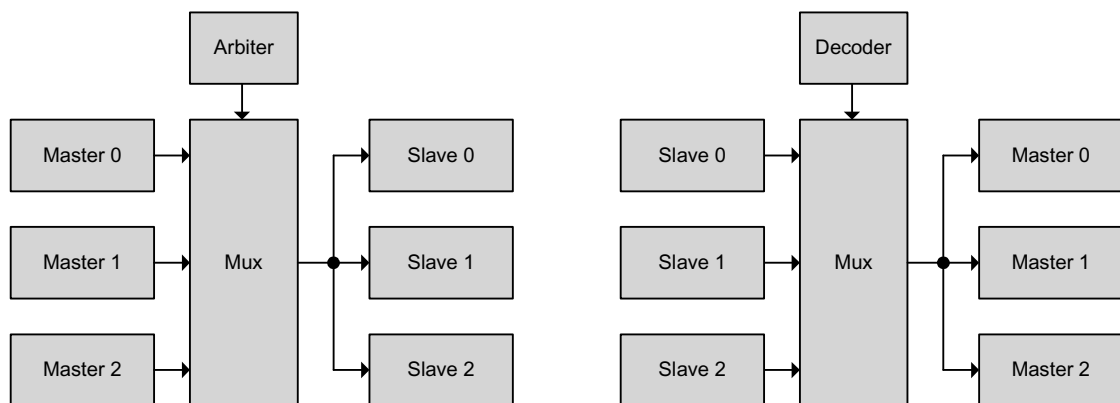 Arbiter
Master 0
Master 1
Master 2
Mux
Slave 0
Slave 1
Slave 2
Decoder
Slave 0
Slave 1
Slave 2
Mux
Master 0
Master 1
Master 2